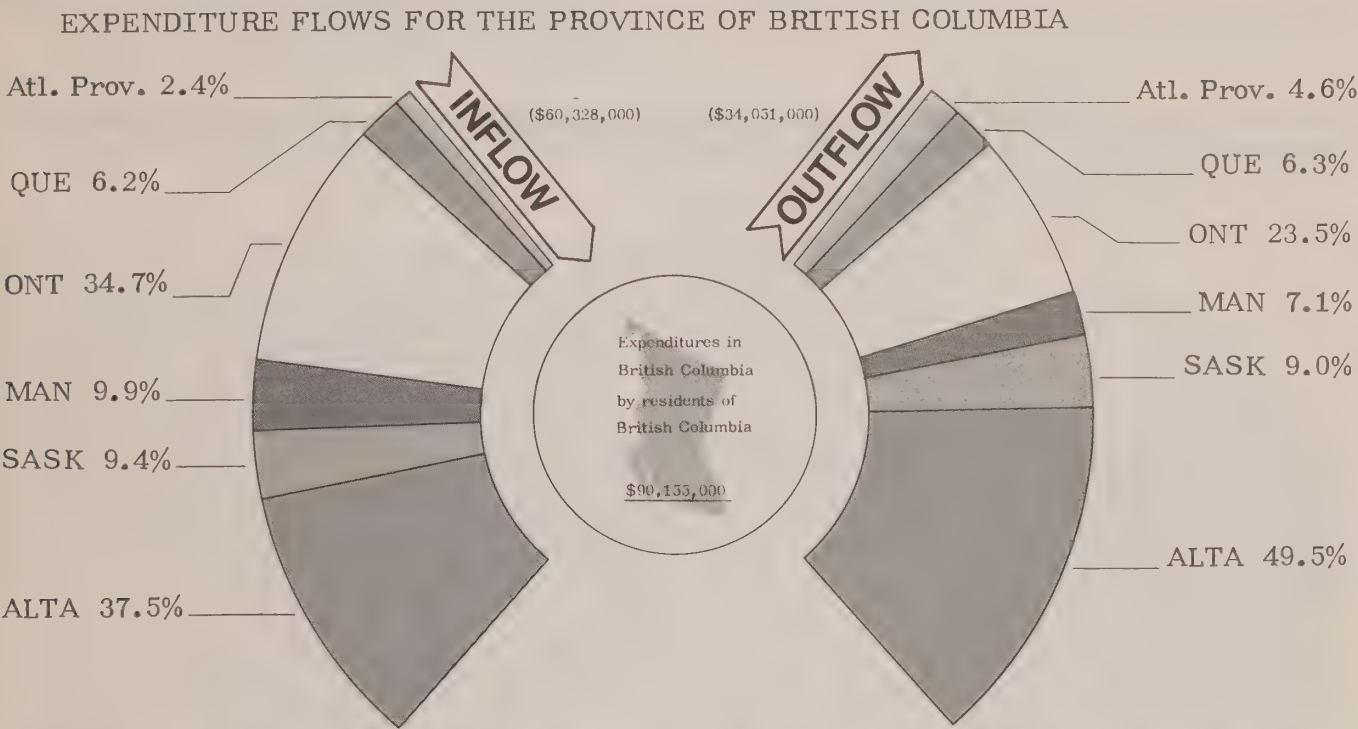 EXPENDITURE FLOWS FOR THE PROVINCE OF BRITISH COLUMBIA
INFLOW
($60,328,000)
Atl. Prov. 2.4%
QUE 6.2%
ONT 34.7%
MAN 9.9%
SASK 9.4%
ALTA 37.5%
Expenditures in
British Columbia
by residents of
British Columbia
$90,155,000
OUTFLOW
($34,051,000)
Atl. Prov. 4.6%
QUE 6.3%
ONT 23.5%
MAN 7.1%
SASK 9.0%
ALTA 49.5%